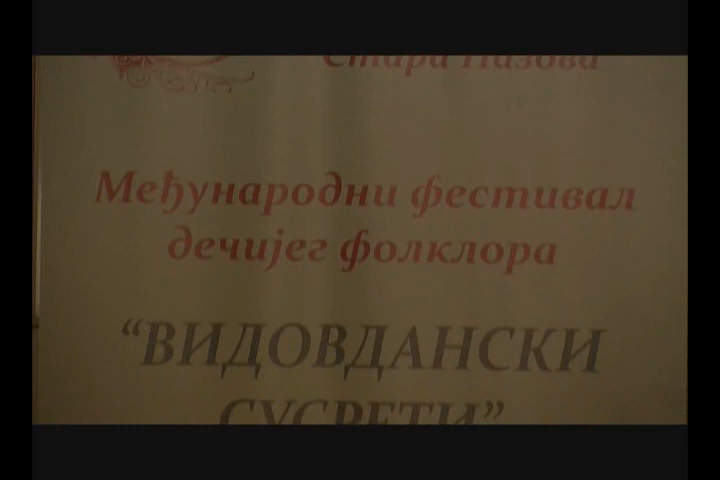 Стара Пазова
Међународни фестивал
дечијег фолклора
“ВИДОВДАНСКИ
СУСРЕТИ”